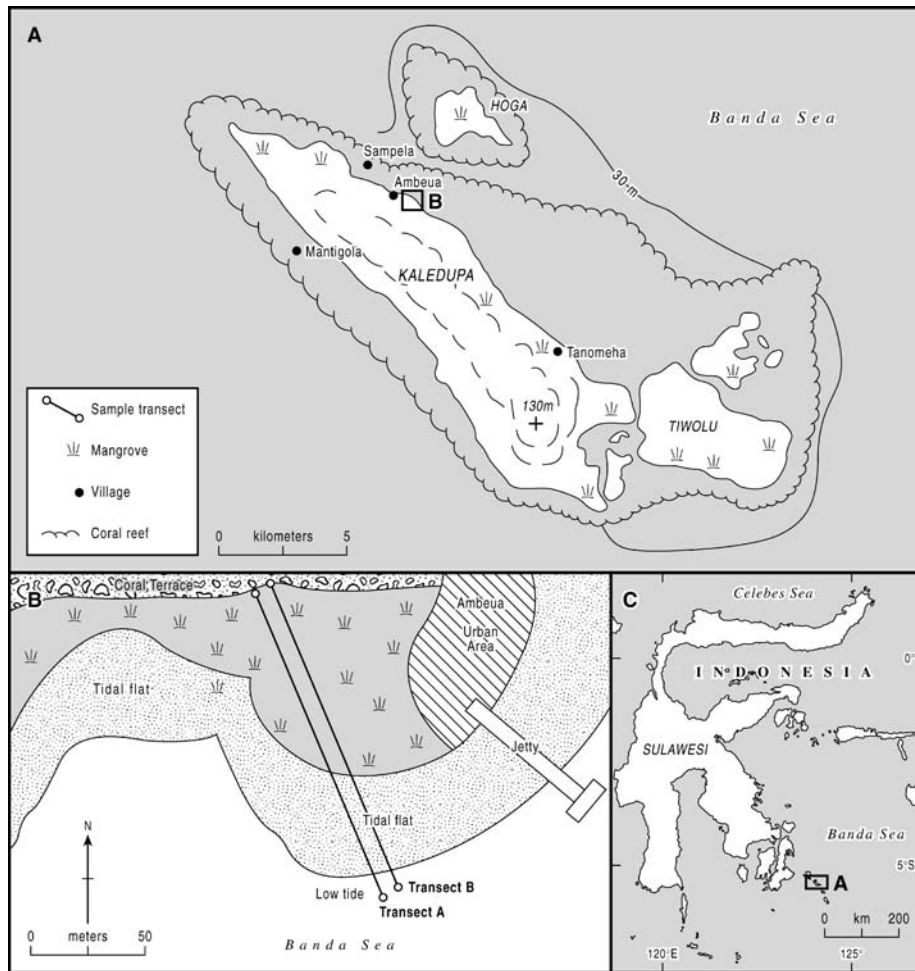 A
HOGA
Banda Sea
Sampela
Ambeua
B
30-m
Mantigola
KALEDUPA
Tanomeha
130m
TIWOLU
Sample transect
Mangrove
Village
Coral reef
0 kilometers 5
B
Coral Terrace
Ambeua
Urban
Area
Tidal flat
Jetty
Tidal flat
N
Low tide
Transect B
Transect A
0 meters 50
Banda Sea
C
Celebes Sea
0°
INDONESIA
SULAWESI
Banda Sea
5°S
A
0 km 200
120°E
125°